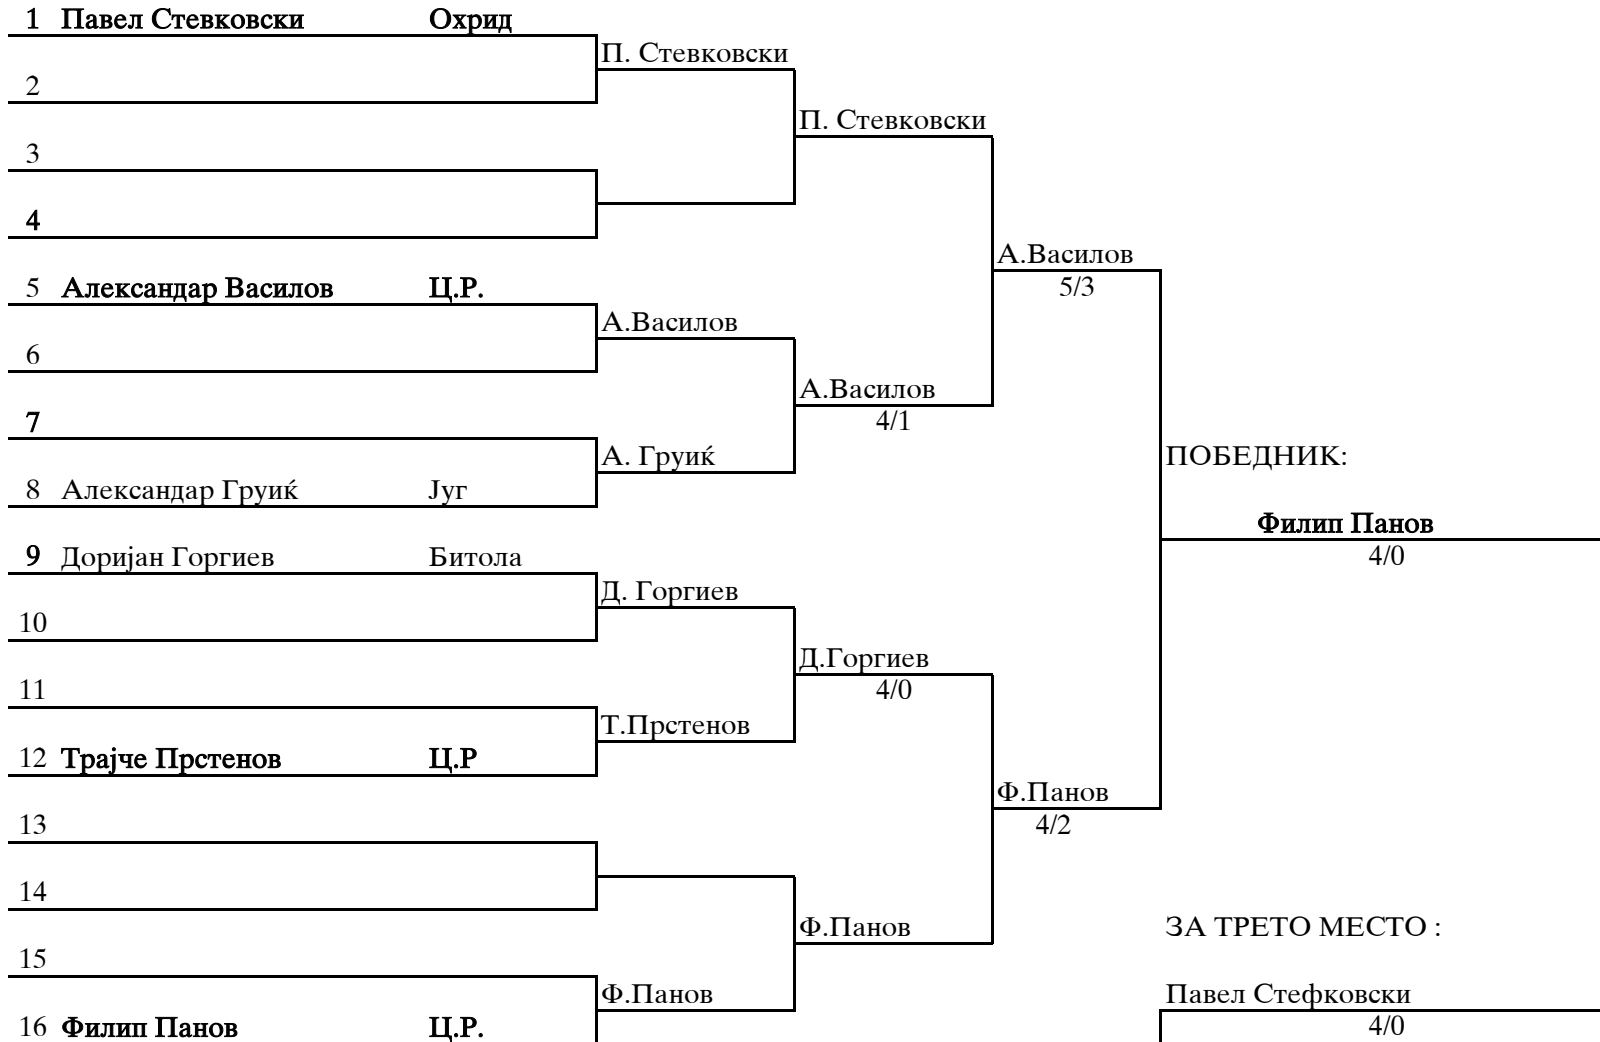 1 Павел Стевковски Охрид
П. Стевковски
2
П. Стевковски
3
4
А.Василов
5 Александар Василов Ц.Р.
5/3
А.Василов
6
А.Василов
7
4/1
А. Груиќ
ПОБЕДНИК:
8 Александар Груиќ Југ
Филип Панов
9 Доријан Горгиев Битола
4/0
Д. Горгиев
10
Д.Горгиев
11
4/0
Т.Прстенов
12 Трајче Прстенов Ц.Р
Ф.Панов
13
4/2
14
Ф.Панов
ЗА ТРЕТО МЕСТО :
15
Ф.Панов
Павел Стефковски
16 Филип Панов Ц.Р.
4/0